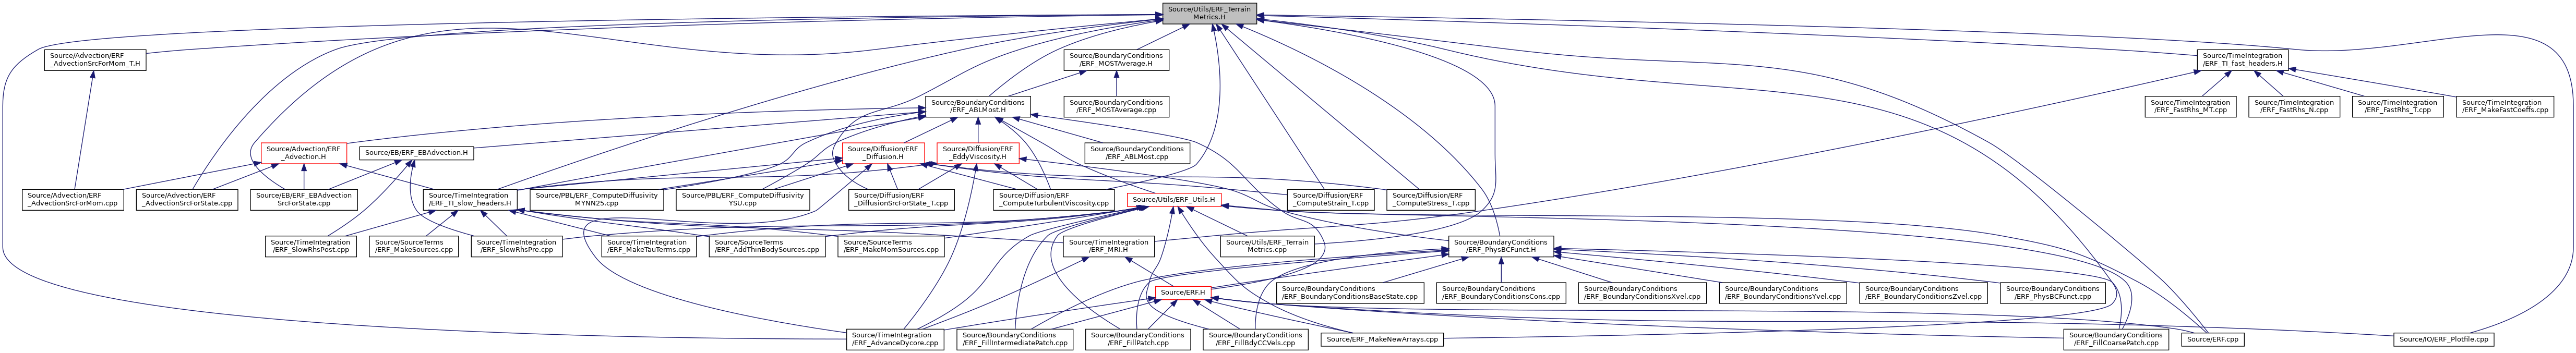 Source/Utils/ERF_Terrain
Metrics.H
Source/Advection/ERF
_AdvectionSrcForMom_T.H
Source/BoundaryConditions
/ERF_MOSTAverage.H
Source/TimeIntegration
/ERF_TI_fast_headers.H
Source/BoundaryConditions
/ERF_ABLMost.H
Source/BoundaryConditions
/ERF_MOSTAverage.cpp
Source/TimeIntegration
/ERF_FastRhs_MT.cpp
Source/TimeIntegration
/ERF_FastRhs_N.cpp
Source/TimeIntegration
/ERF_FastRhs_T.cpp
Source/TimeIntegration
/ERF_MakeFastCoeffs.cpp
Source/Advection/ERF
_Advection.H
Source/EB/ERF_EBAdvection.H
Source/Diffusion/ERF
_Diffusion.H
Source/Diffusion/ERF
_EddyViscosity.H
Source/BoundaryConditions
/ERF_ABLMost.cpp
Source/Advection/ERF
_AdvectionSrcForMom.cpp
Source/Advection/ERF
_AdvectionSrcForState.cpp
Source/EB/ERF_EBAdvection
SrcForState.cpp
Source/TimeIntegration
/ERF_TI_slow_headers.H
Source/PBL/ERF_ComputeDiffusivity
MYNN25.cpp
Source/PBL/ERF_ComputeDiffusivity
YSU.cpp
Source/Diffusion/ERF
_DiffusionSrcForState_T.cpp
Source/Diffusion/ERF
_ComputeTurbulentViscosity.cpp
Source/Utils/ERF_Utils.H
Source/Diffusion/ERF
_ComputeStrain_T.cpp
Source/Diffusion/ERF
_ComputeStress_T.cpp
Source/TimeIntegration
/ERF_SlowRhsPost.cpp
Source/SourceTerms
/ERF_MakeSources.cpp
Source/TimeIntegration
/ERF_SlowRhsPre.cpp
Source/TimeIntegration
/ERF_MakeTauTerms.cpp
Source/SourceTerms
/ERF_AddThinBodySources.cpp
Source/SourceTerms
/ERF_MakeMomSources.cpp
Source/TimeIntegration
/ERF_MRI.H
Source/Utils/ERF_Terrain
Metrics.cpp
Source/BoundaryConditions
/ERF_PhysBCFunct.H
Source/ERF.H
Source/BoundaryConditions
/ERF_BoundaryConditionsBaseState.cpp
Source/BoundaryConditions
/ERF_BoundaryConditionsCons.cpp
Source/BoundaryConditions
/ERF_BoundaryConditionsXvel.cpp
Source/BoundaryConditions
/ERF_BoundaryConditionsYvel.cpp
Source/BoundaryConditions
/ERF_BoundaryConditionsZvel.cpp
Source/BoundaryConditions
/ERF_PhysBCFunct.cpp
Source/TimeIntegration
/ERF_AdvanceDycore.cpp
Source/BoundaryConditions
/ERF_FillIntermediatePatch.cpp
Source/BoundaryConditions
/ERF_FillPatch.cpp
Source/BoundaryConditions
/ERF_FillBdyCCVels.cpp
Source/ERF_MakeNewArrays.cpp
Source/BoundaryConditions
/ERF_FillCoarsePatch.cpp
Source/ERF.cpp
Source/IO/ERF_Plotfile.cpp